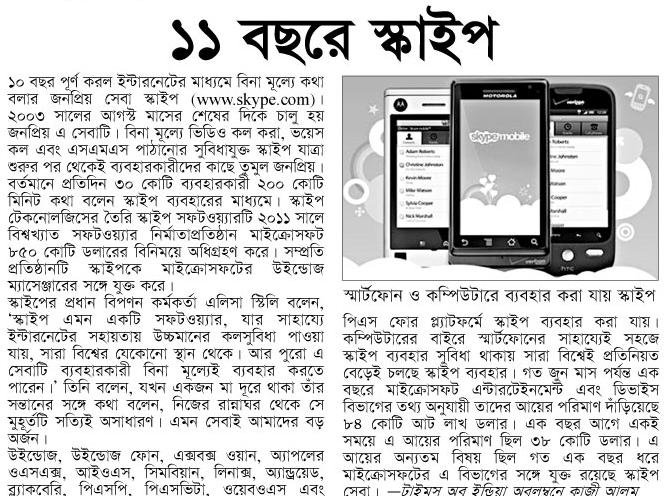 ১১ বছরে স্কাইপ
১০ বছর পূর্ণ করল ইন্টারনেটের মাধ্যমে বিনা মূল্যে কথা
বলার জনপ্রিয় সেবা স্কাইপ (www.skype.com)।
২০০৩ সালের আগস্ট মাসের শেষের দিকে চালু হয়
জনপ্রিয় এ সেবাটি। বিনা মূল্যে ভিডিও কল করা, ভয়েস
কল এবং এসএমএস পাঠানোর সুবিধাযুক্ত স্কাইপ যাত্রা
শুরুর পর থেকেই ব্যবহারকারীদের কাছে তুমুল জনপ্রিয়।
বর্তমানে প্রতিদিন ৩০ কোটি ব্যবহারকারী ২০০ কোটি
মিনিট কথা বলেন স্কাইপ ব্যবহারের মাধ্যমে। স্কাইপ
টেকনোলজিসের তৈরি স্কাইপ সফটওয়্যারটি ২০১১ সালে
বিশ্বখ্যাত সফটওয়্যার নির্মাতাপ্রতিষ্ঠান মাইক্রোসফট
৮৫০ কোটি ডলারের বিনিময়ে অধিগ্রহণ করে। সম্প্রতি
প্রতিষ্ঠানটি স্কাইপকে মাইক্রোসফটের উইন্ডোজ
ম্যাসেঞ্জারের সঙ্গে যুক্ত করে।
স্কাইপের প্রধান বিপণন কর্মকর্তা এলিসা স্টিলি বলেন,
‘স্কাইপ এমন একটি সফটওয়্যার, যার সাহায্যে
ইন্টারনেটের সহায়তায় উচ্চমানের কলসুবিধা পাওয়া
যায়, সারা বিশ্বের যেকোনো স্থান থেকে। আর পুরো এ
সেবাটি ব্যবহারকারী বিনা মূল্যেই ব্যবহার করতে
পারেন।’ তিনি বলেন, যখন একজন মা দূরে থাকা তাঁর
সন্তানের সঙ্গে কথা বলেন, নিজের রান্নাঘর থেকে সে
মুহূর্তটি সত্যিই অসাধারণ। এমন সেবাই আমাদের বড়
অর্জন।
উইন্ডোজ, উইন্ডোজ ফোন, এক্সবক্স ওয়ান, অ্যাপলের
ওএসএক্স, আইওএস, সিমবিয়ান, লিনাক্স, অ্যান্ড্রয়েড,
ব্ল্যাকবেরি, পিএসপি, পিএসভিটা, ওয়েবওএস এবং
MOTOROLA
verizon
skype mobile
Adam Roberts
Christine Johnston
Kevin Moore
Mike Watson
Sylvia Cooper
Nick Marshall
htc
স্মার্টফোন ও কম্পিউটারে ব্যবহার করা যায় স্কাইপ
পিএস ফোর প্ল্যাটফর্মে স্কাইপ ব্যবহার করা যায়।
কম্পিউটারের বাইরে স্মার্টফোনের সাহায্যেই সহজে
স্কাইপ ব্যবহার সুবিধা থাকায় সারা বিশ্বেই প্রতিনিয়ত
বেড়েই চলছে স্কাইপ ব্যবহার। গত জুন মাস পর্যন্ত এক
বছরে মাইক্রোসফট এন্টারটেইনমেন্ট এবং ডিভাইস
বিভাগের তথ্য অনুযায়ী তাদের আয়ের পরিমাণ দাঁড়িয়েছে
৮৪ কোটি আট লাখ ডলার। এক বছর আগে একই
সময়ে এ আয়ের পরিমাণ ছিল ৩৮ কোটি ডলার। এ
আয়ের অন্যতম বিষয় ছিল গত এক বছর ধরে
মাইক্রোসফটের এ বিভাগের সঙ্গে যুক্ত রয়েছে স্কাইপ
সেবা। —টাইমস অব ইন্ডিয়া অবলম্বনে কাজী আলম